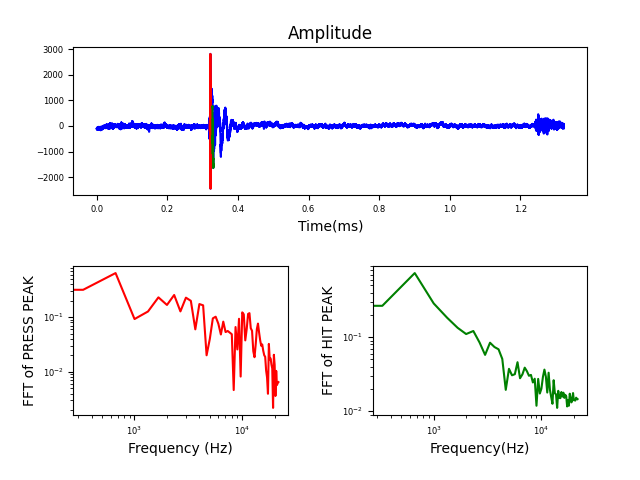 Amplitude
3000
2000
1000
0
−1000
−2000
0.0 0.2 0.4 0.6 0.8 1.0 1.2
Time(ms)
FFT of PRESS PEAK
10⁻¹
10⁻²
10³ 10⁴
Frequency (Hz)
FFT of HIT PEAK
10⁻¹
10⁻²
10³ 10⁴
Frequency(Hz)